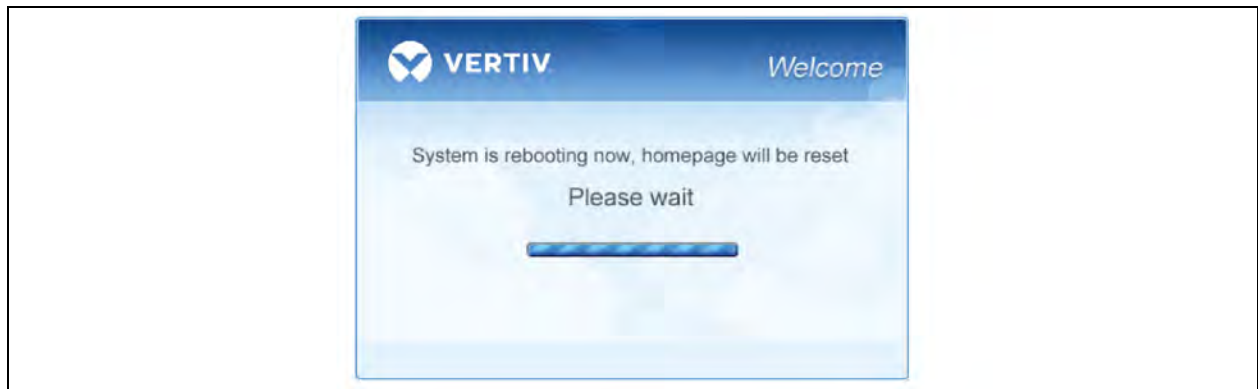 VERTIV
Welcome
System is rebooting now, homepage will be reset
Please wait